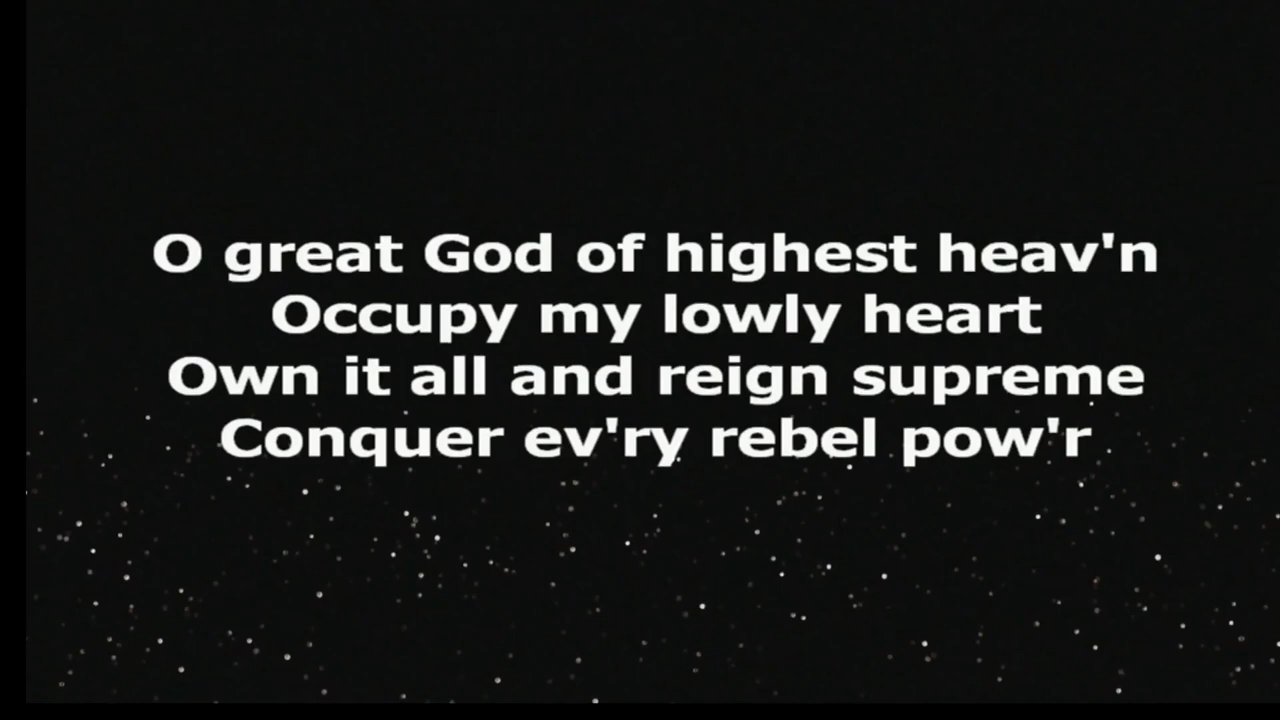 O great God of highest heav'n
Occupy my lowly heart
Own it all and reign supreme
Conquer ev'ry rebel pow'r